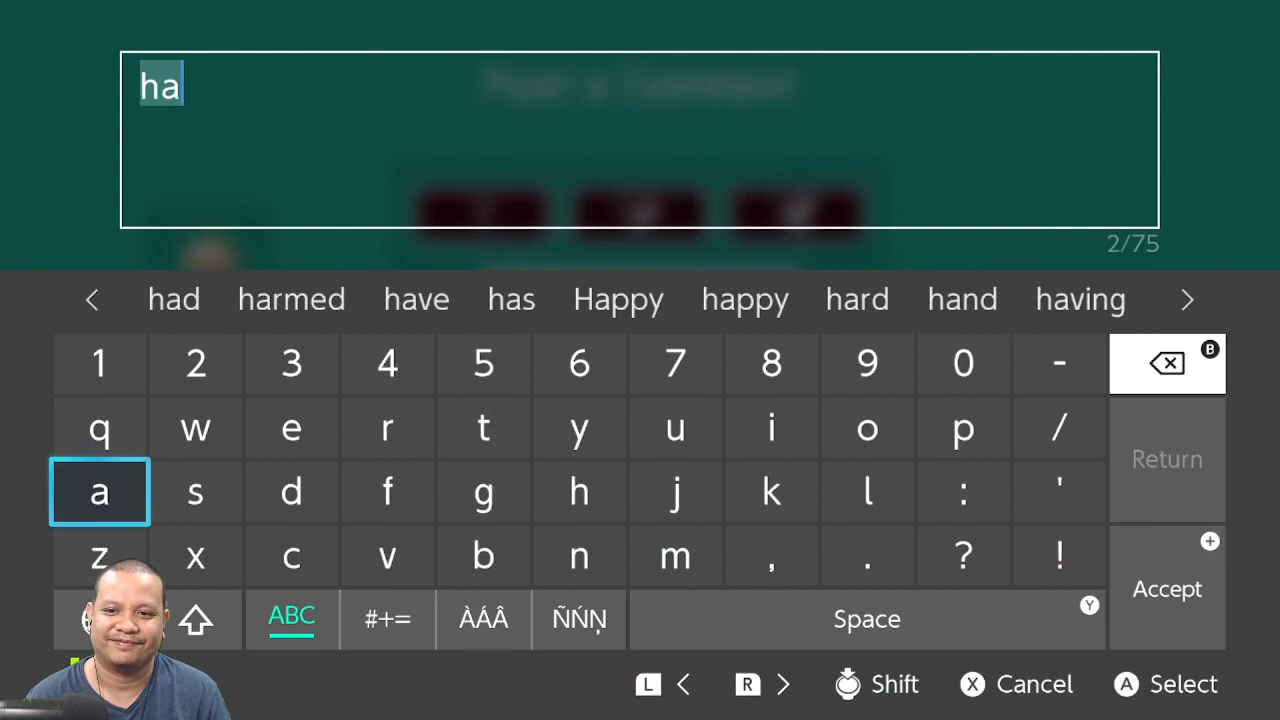 ha
2/75
had harmed have has Happy happy hard hand having
1 2 3 4 5 6 7 8 9 0 - B
q w e r t y u i o p / Return
a s d f g h j k l : '
z x c v b n m , . ? ! + Accept
ABC #+= ÀÁÂ ÑŃŅ Space Y
L R Shift X Cancel A Select